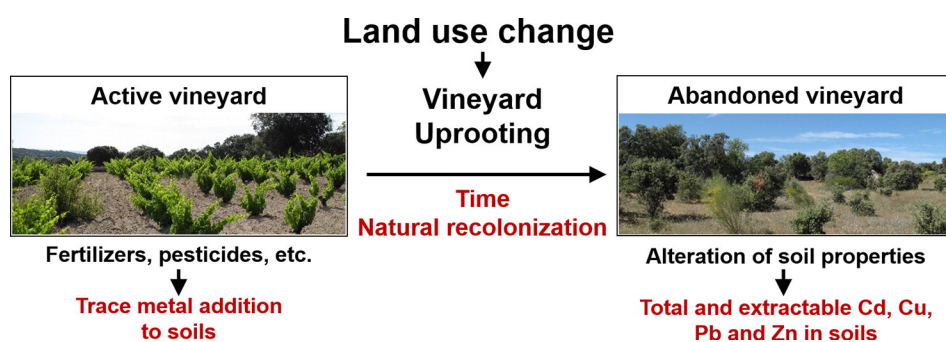 Land use change
Active vineyard
Vineyard
Uprooting
Abandoned vineyard
Time
Natural recolonization
Fertilizers, pesticides, etc.
Trace metal addition
to soils
Alteration of soil properties
Total and extractable Cd, Cu,
Pb and Zn in soils